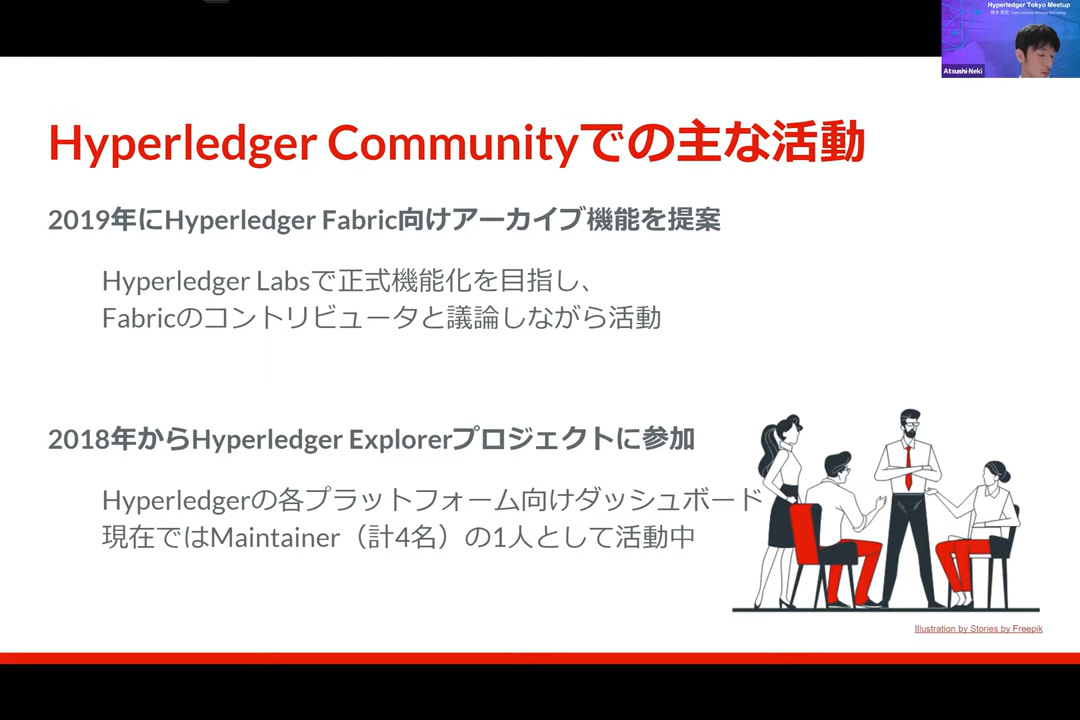 Hyperledger Tokyo Meetup
Atsushi Neki
Hyperledger Communityでの主な活動
2019年にHyperledger Fabric向けアーカイブ機能を提案
Hyperledger Labsで正式機能化を目指し、
Fabricのコントリビュータと議論しながら活動
2018年からHyperledger Explorerプロジェクトに参加
Hyperledgerの各プラットフォーム向けダッシュボード
現在ではMaintainer（計4名）の1人として活動中
Illustration by Stories by Freepik